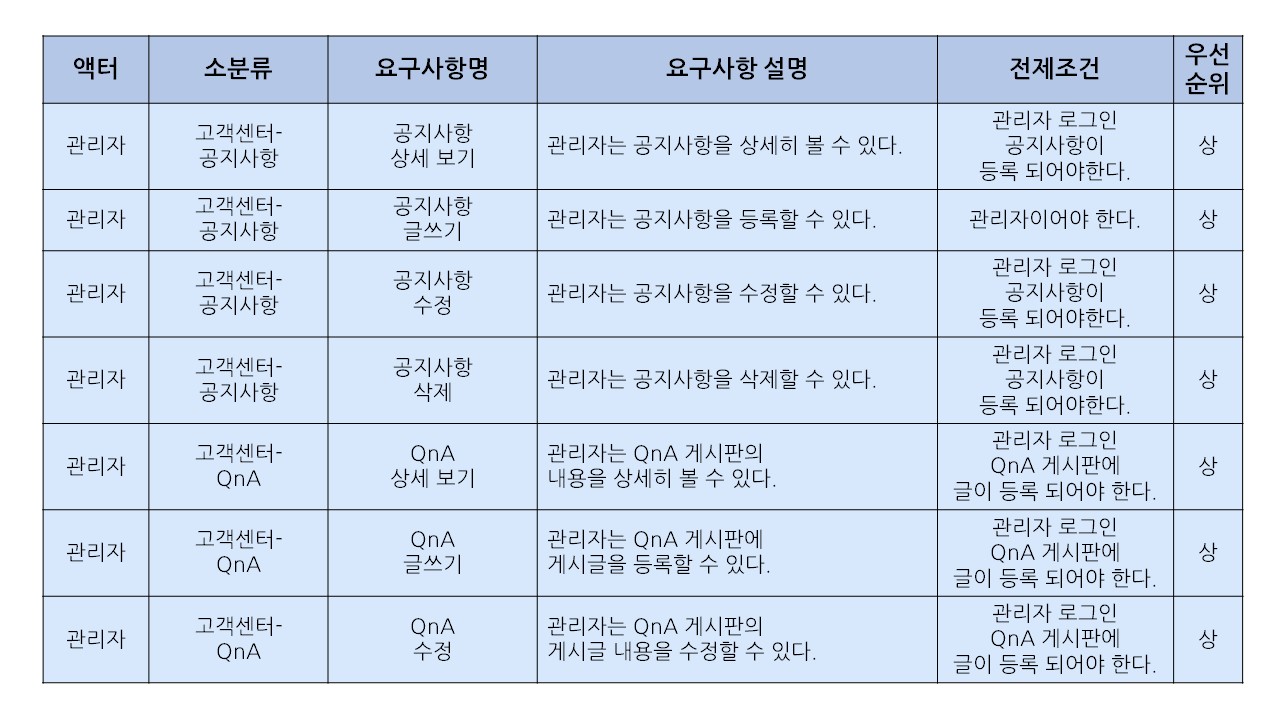 액터
소분류
요구사항명
요구사항 설명
전제조건
우선
순위
관리자
고객센터-
공지사항
공지사항
상세 보기
관리자는 공지사항을 상세히 볼 수 있다.
관리자 로그인
공지사항이
등록 되어야한다.
상
관리자
고객센터-
공지사항
공지사항
글쓰기
관리자는 공지사항을 등록할 수 있다.
관리자이어야 한다.
상
관리자
고객센터-
공지사항
공지사항
수정
관리자는 공지사항을 수정할 수 있다.
관리자 로그인
공지사항이
등록 되어야한다.
상
관리자
고객센터-
공지사항
공지사항
삭제
관리자는 공지사항을 삭제할 수 있다.
관리자 로그인
공지사항이
등록 되어야한다.
상
관리자
고객센터-
QnA
QnA
상세 보기
관리자는 QnA 게시판의
내용을 상세히 볼 수 있다.
관리자 로그인
QnA 게시판에
글이 등록 되어야 한다.
상
관리자
고객센터-
QnA
QnA
글쓰기
관리자는 QnA 게시판에
게시글을 등록할 수 있다.
관리자 로그인
QnA 게시판에
글이 등록 되어야 한다.
상
관리자
고객센터-
QnA
QnA
수정
관리자는 QnA 게시판의
게시글 내용을 수정할 수 있다.
관리자 로그인
QnA 게시판에
글이 등록 되어야 한다.
상